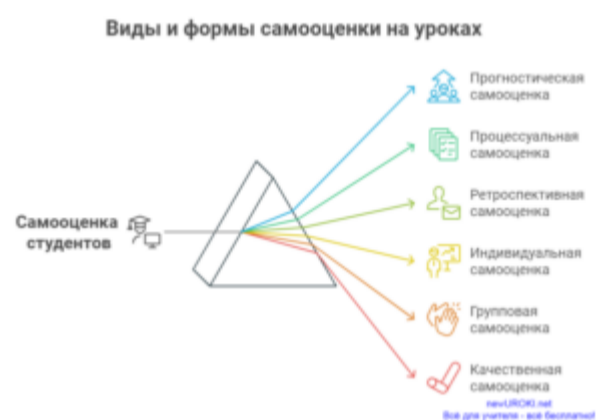 Виды и формы самооценки на уроках
Самооценка
студентов
Прогностическая
самооценка
Процессуальная
самооценка
Ретроспективная
самооценка
Индивидуальная
самооценка
Групповая
самооценка
Качественная
самооценка
newUROKI.net
Всё для учителя - всё бесплатно!